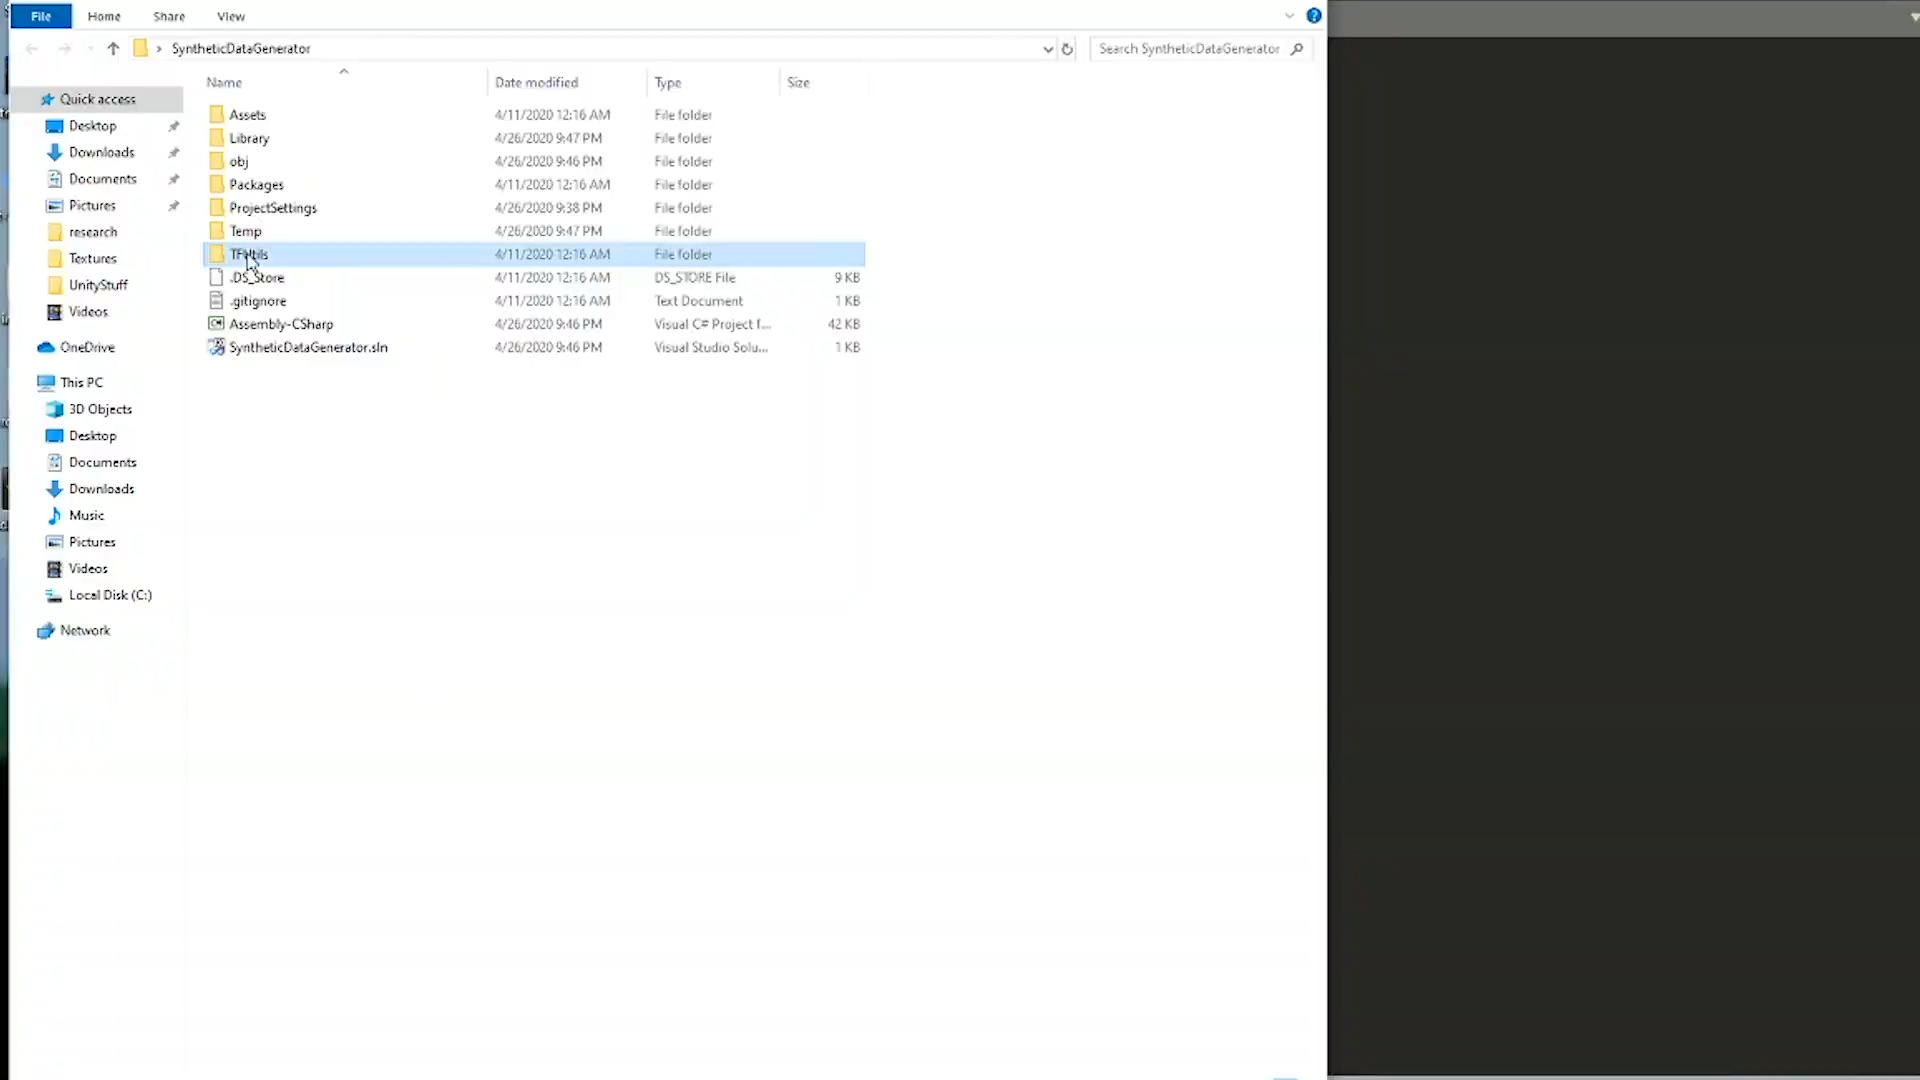 File Home Share View
SyntheticDataGenerator Search SyntheticDataGenerator
Name Date modified Type Size
Quick access
Desktop
Downloads
Documents
Pictures
research
Textures
UnityStuff
Videos
OneDrive
This PC
3D Objects
Desktop
Documents
Downloads
Music
Pictures
Videos
Local Disk (C:)
Network
Assets 4/11/2020 12:16 AM File folder
Library 4/26/2020 9:47 PM File folder
obj 4/26/2020 9:46 PM File folder
Packages 4/11/2020 12:16 AM File folder
ProjectSettings 4/26/2020 9:38 PM File folder
Temp 4/26/2020 9:47 PM File folder
TFUtils 4/11/2020 12:16 AM File folder
.DS_Store 4/11/2020 12:16 AM DS_STORE File 9 KB
.gitignore 4/11/2020 12:16 AM Text Document 1 KB
Assembly-CSharp 4/26/2020 9:46 PM Visual C# Project f... 42 KB
SyntheticDataGenerator.sln 4/26/2020 9:46 PM Visual Studio Solu... 1 KB